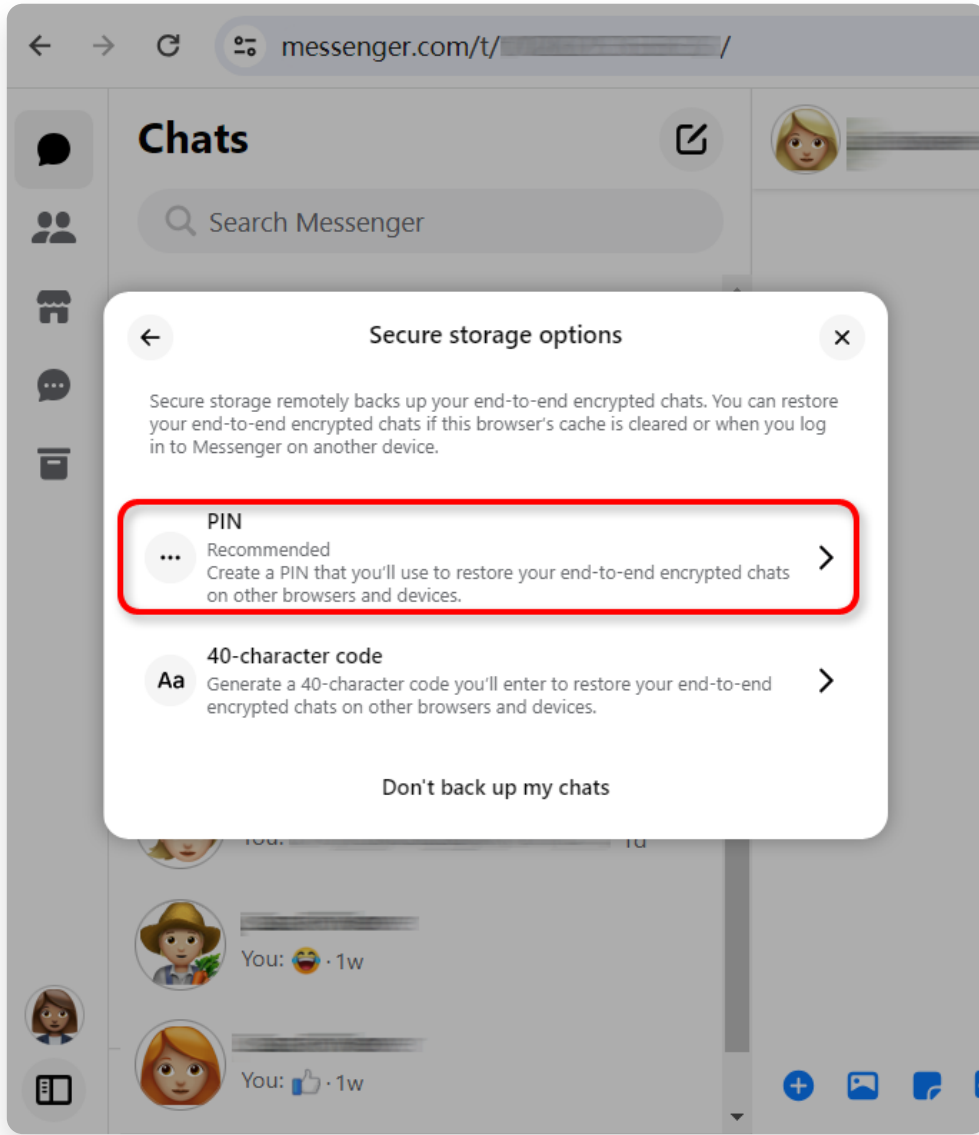 messenger.com/t/ /
Chats
Search Messenger
Secure storage options
Secure storage remotely backs up your end-to-end encrypted chats. You can restore
your end-to-end encrypted chats if this browser's cache is cleared or when you log
in to Messenger on another device.
PIN
Recommended
Create a PIN that you'll use to restore your end-to-end encrypted chats
on other browsers and devices.
Aa
40-character code
Generate a 40-character code you'll enter to restore your end-to-end
encrypted chats on other browsers and devices.
Don't back up my chats
You: 1d
You: 😂 · 1w
You: 👍 · 1w